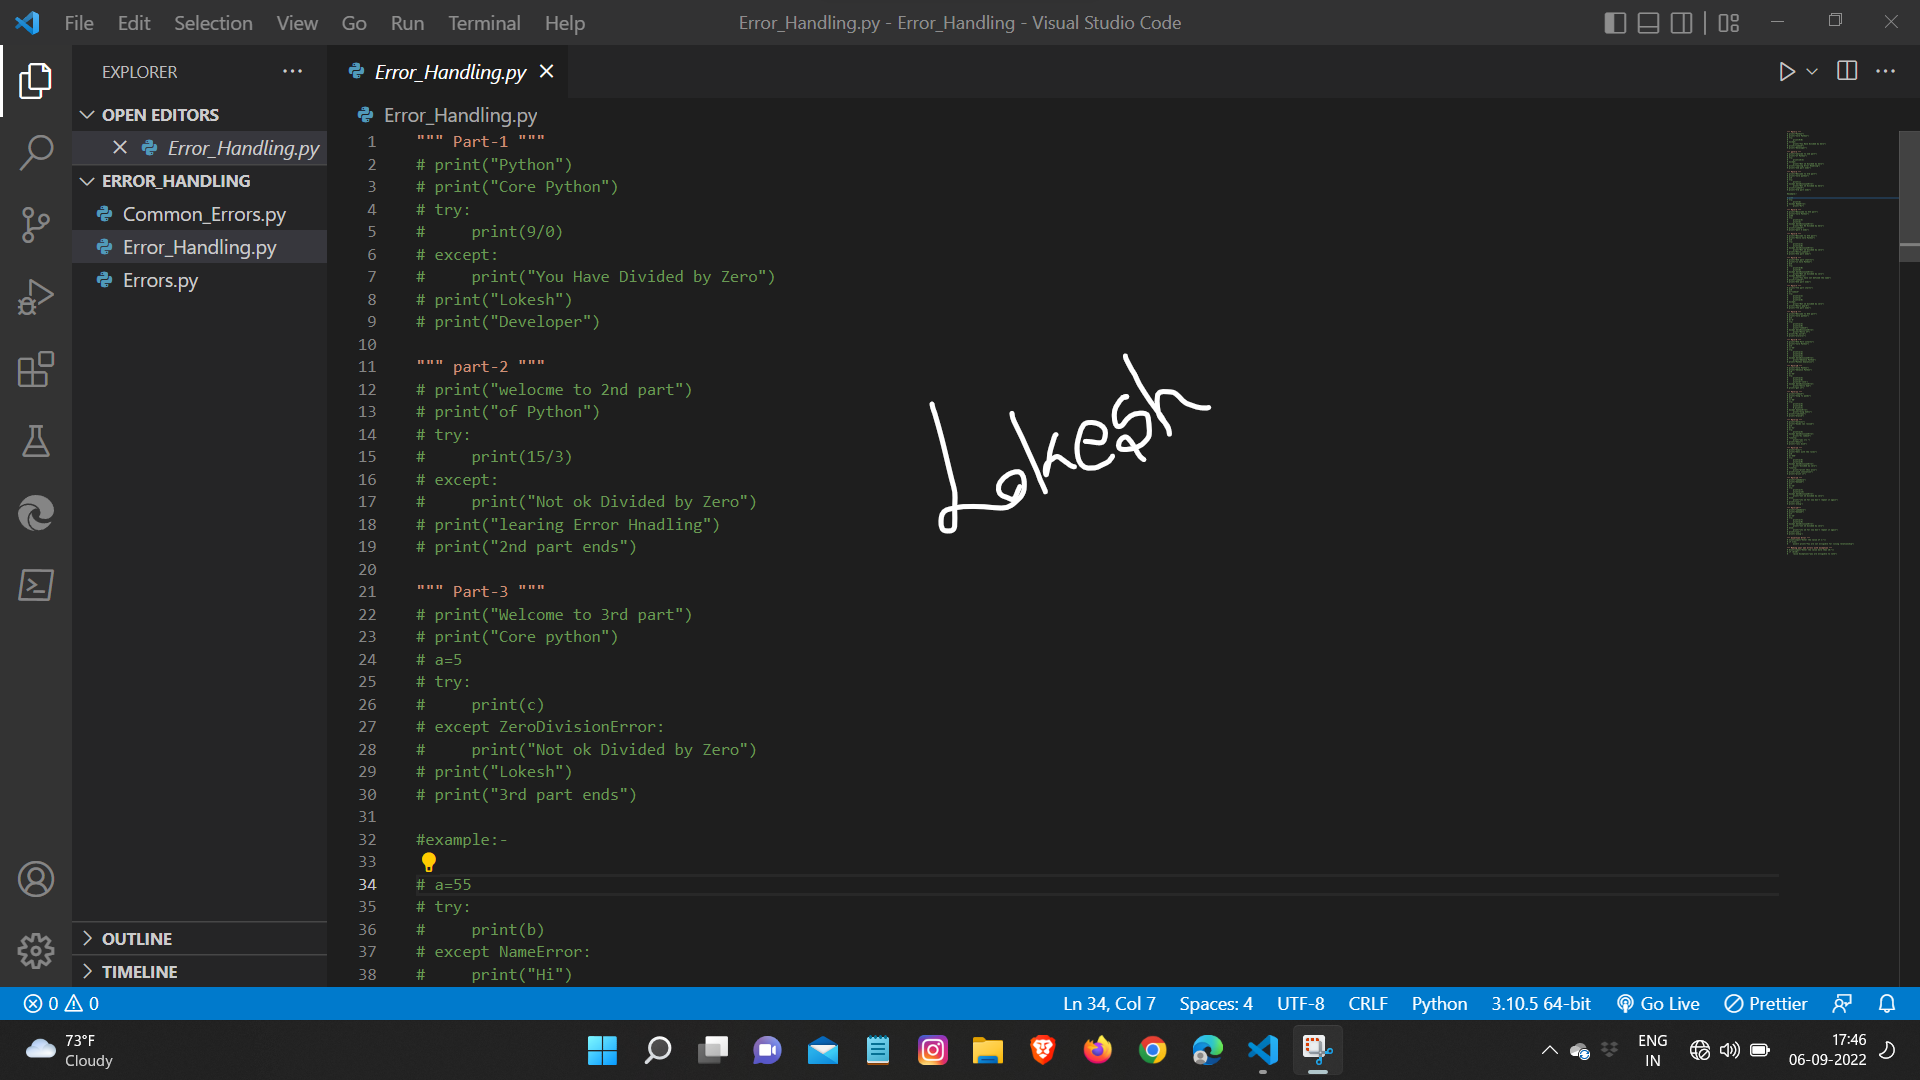 File Edit Selection View Go Run Terminal Help Error_Handling.py - Error_Handling - Visual Studio Code
EXPLORER
OPEN EDITORS
Error_Handling.py
ERROR_HANDLING
Common_Errors.py
Error_Handling.py
Errors.py
OUTLINE
TIMELINE
Error_Handling.py
Error_Handling.py
1 """ Part-1 """
2 # print("Python")
3 # print("Core Python")
4 # try:
5 #     print(9/0)
6 # except:
7 #     print("You Have Divided by Zero")
8 # print("Lokesh")
9 # print("Developer")
10
11 """ part-2 """
12 # print("welocme to 2nd part")
13 # print("of Python")
14 # try:
15 #     print(15/3)
16 # except:
17 #     print("Not ok Divided by Zero")
18 # print("learing Error Hnadling")
19 # print("2nd part ends")
20
21 """ Part-3 """
22 # print("Welcome to 3rd part")
23 # print("Core python")
24 # a=5
25 # try:
26 #     print(c)
27 # except ZeroDivisionError:
28 #     print("Not ok Divided by Zero")
29 # print("Lokesh")
30 # print("3rd part ends")
31
32 #example:-
33
34 # a=55
35 # try:
36 #     print(b)
37 # except NameError:
38 #     print("Hi")
Lokesh
0 0 Ln 34, Col 7 Spaces: 4 UTF-8 CRLF Python 3.10.5 64-bit Go Live Prettier
73°F
Cloudy
ENG
IN
17:46
06-09-2022